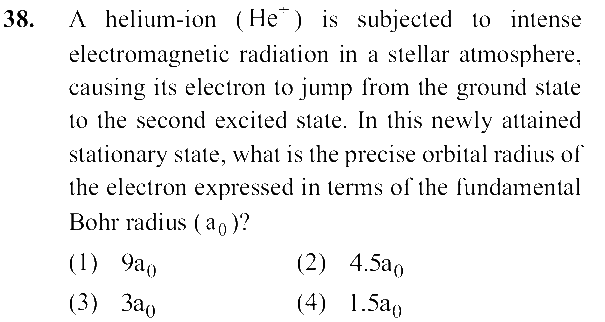 38. A helium-ion (He⁺) is subjected to intense
electromagnetic radiation in a stellar atmosphere,
causing its electron to jump from the ground state
to the second excited state. In this newly attained
stationary state, what is the precise orbital radius of
the electron expressed in terms of the fundamental
Bohr radius (a₀)?
(1) 9a₀ (2) 4.5a₀
(3) 3a₀ (4) 1.5a₀